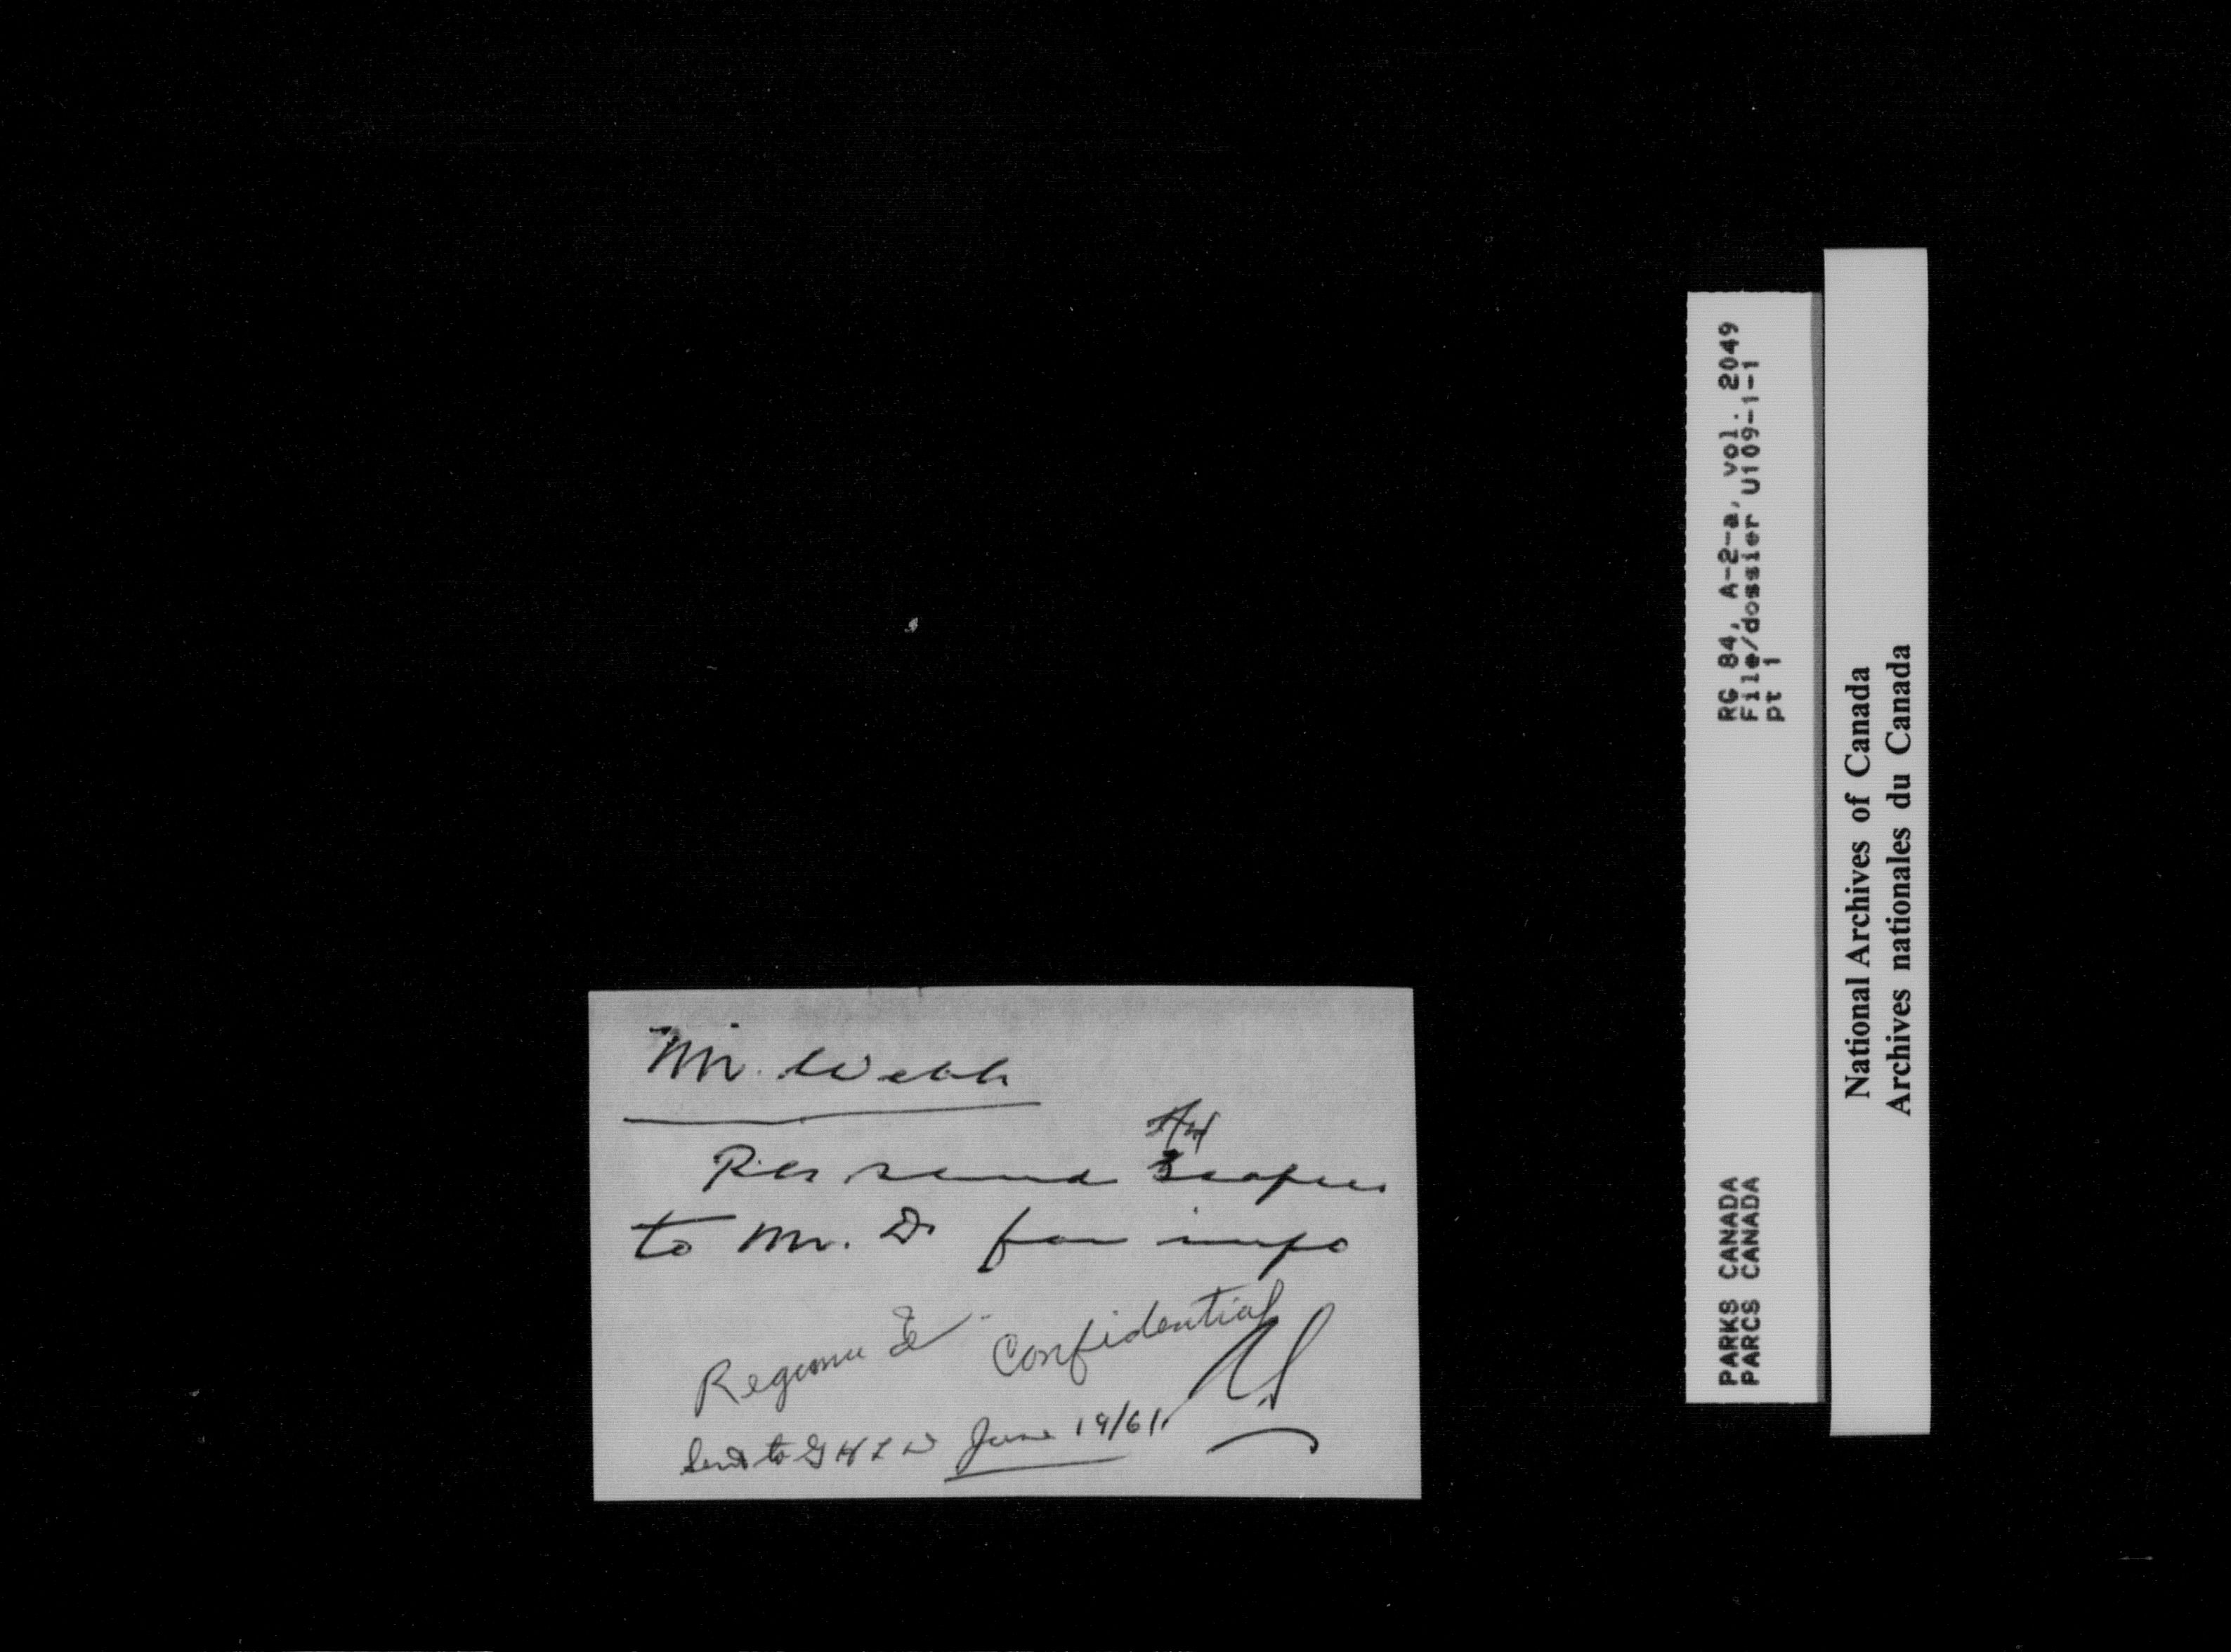 Mr. Webb
Pls send 3 copies
to Mr. D. for info
Confidential
Sent to G H L W June 19/61
RG 84, A-2-a, vol. 2049
File/dossier U109-1-1
pt 1
PARKS CANADA
PARCS CANADA
National Archives of Canada
Archives nationales du Canada